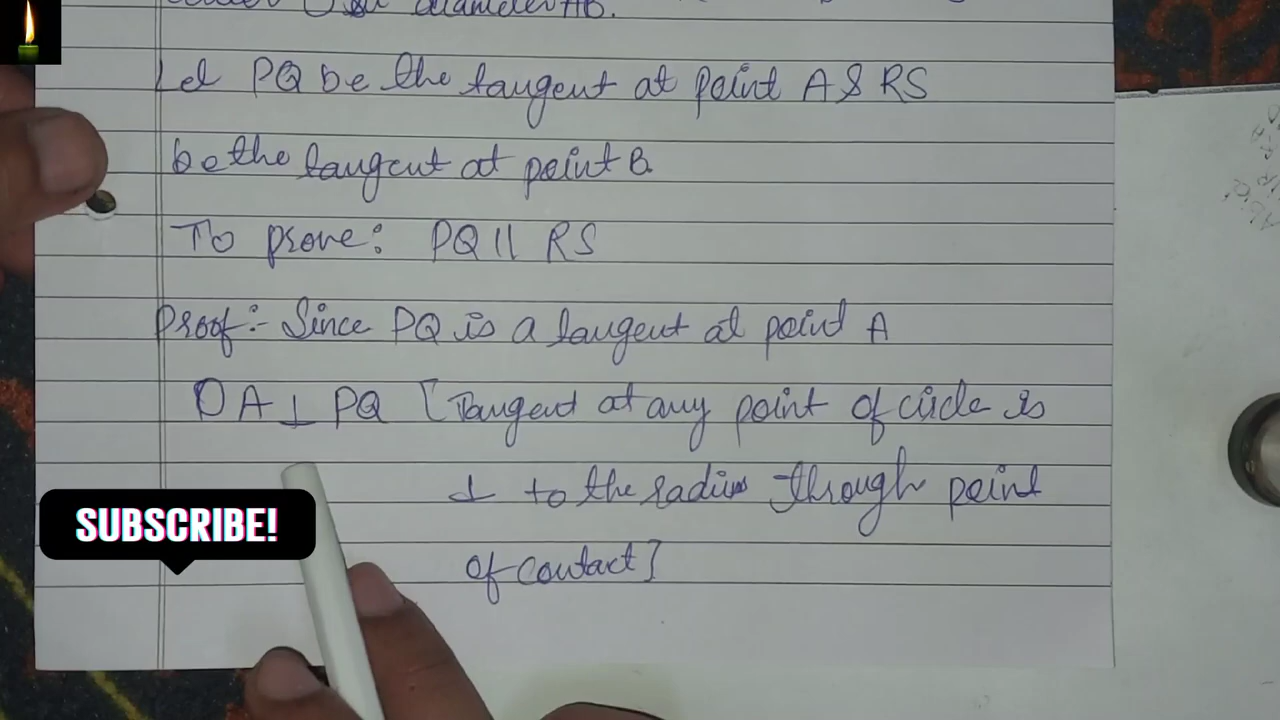 diameter AB.
Let PQ be the tangent at point A & RS
be the tangent at point B.
To prove: PQ || RS
Proof:- Since PQ is a tangent at point A
OA ⊥ PQ [Tangent at any point of circle is
⊥ to the radius through point
of contact]
SUBSCRIBE!